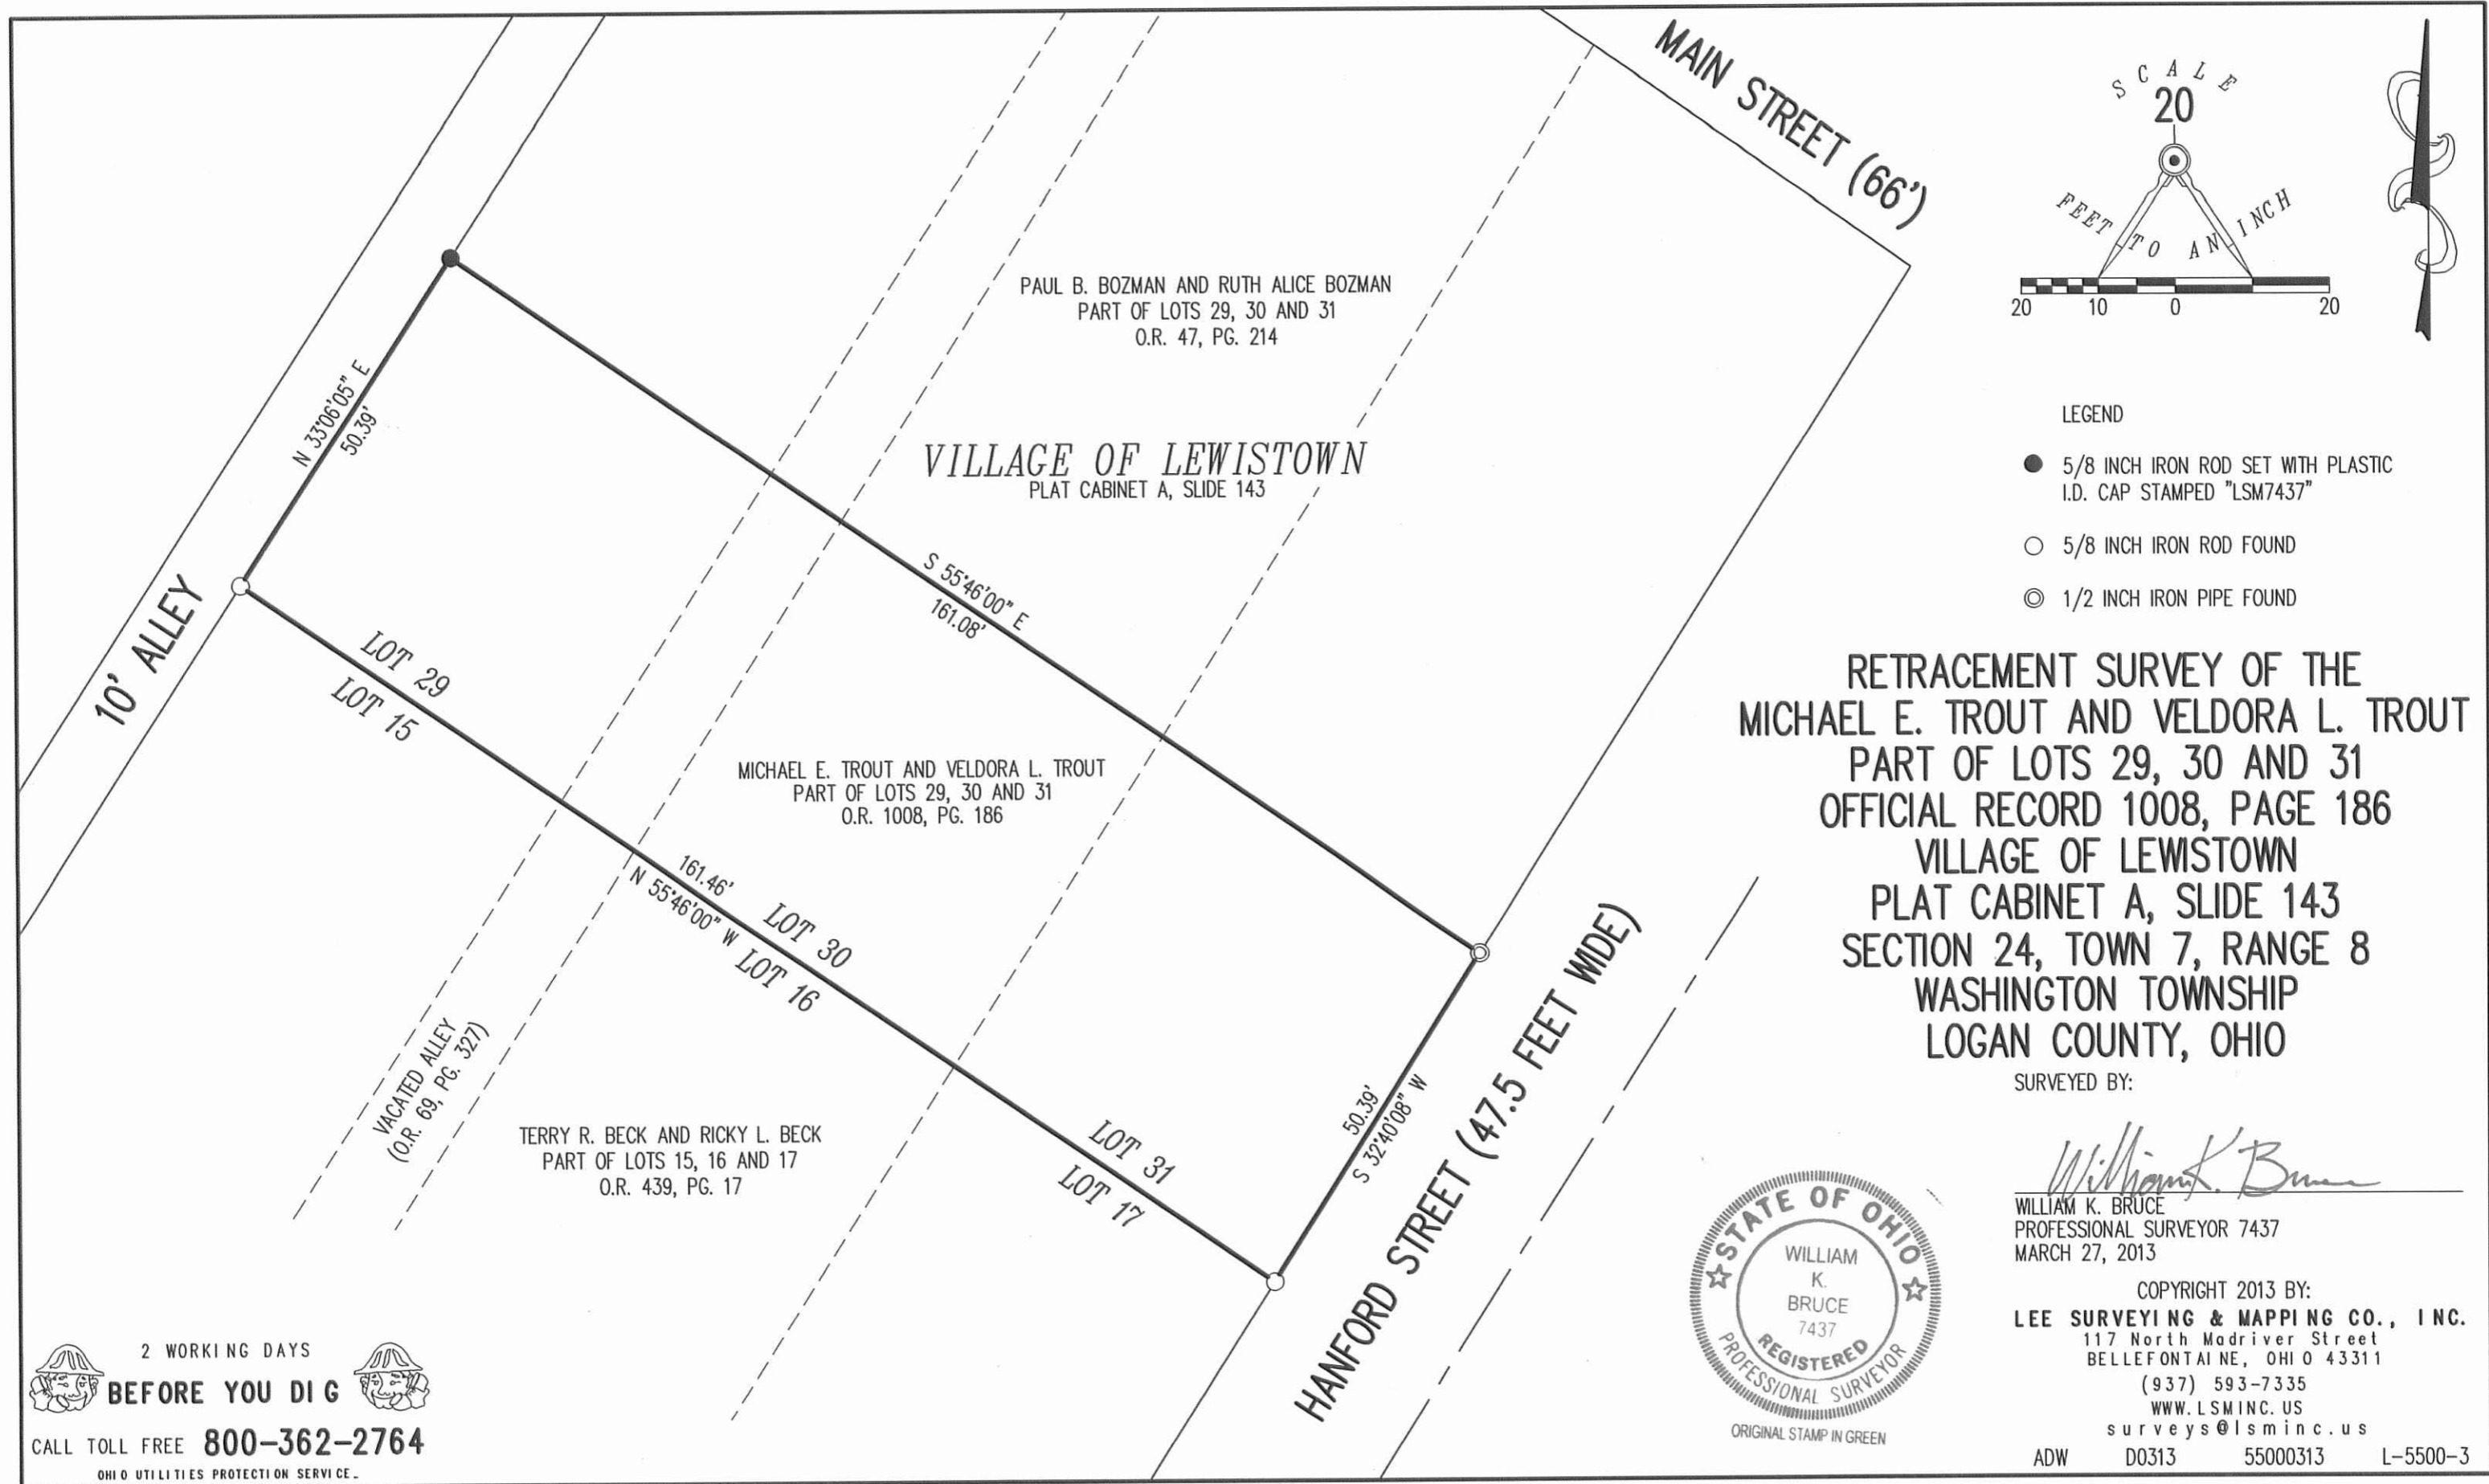 MAIN STREET (66')
SCALE
20
FEET TO AN INCH
20 10 0 20
PAUL B. BOZMAN AND RUTH ALICE BOZMAN
PART OF LOTS 29, 30 AND 31
O.R. 47, PG. 214
VILLAGE OF LEWISTOWN
PLAT CABINET A, SLIDE 143
N 33°06'05" E
50.39'
S 55°46'00" E
161.08'
10' ALLEY
LOT 29
LOT 15
MICHAEL E. TROUT AND VELDORA L. TROUT
PART OF LOTS 29, 30 AND 31
O.R. 1008, PG. 186
161.46'
N 55°46'00" W
LOT 30
LOT 16
VACATED ALLEY
(O.R. 69, PG. 327)
TERRY R. BECK AND RICKY L. BECK
PART OF LOTS 15, 16 AND 17
O.R. 439, PG. 17
LOT 31
LOT 17
50.39'
S 32°40'08" W
HANFORD STREET (47.5 FEET WIDE)
LEGEND
5/8 INCH IRON ROD SET WITH PLASTIC
I.D. CAP STAMPED "LSM7437"
5/8 INCH IRON ROD FOUND
1/2 INCH IRON PIPE FOUND
RETRACEMENT SURVEY OF THE
MICHAEL E. TROUT AND VELDORA L. TROUT
PART OF LOTS 29, 30 AND 31
OFFICIAL RECORD 1008, PAGE 186
VILLAGE OF LEWISTOWN
PLAT CABINET A, SLIDE 143
SECTION 24, TOWN 7, RANGE 8
WASHINGTON TOWNSHIP
LOGAN COUNTY, OHIO
SURVEYED BY:
William K. Bruce
WILLIAM K. BRUCE
PROFESSIONAL SURVEYOR 7437
MARCH 27, 2013
STATE OF OHIO
WILLIAM
K.
BRUCE
7437
REGISTERED
PROFESSIONAL SURVEYOR
ORIGINAL STAMP IN GREEN
COPYRIGHT 2013 BY:
LEE SURVEYING & MAPPING CO., INC.
117 North Madriver Street
BELLEFONTAINE, OHIO 43311
(937) 593-7335
WWW.LSMINC.US
surveys@lsminc.us
ADW D0313 55000313 L-5500-3
2 WORKING DAYS
BEFORE YOU DIG
CALL TOLL FREE 800-362-2764
OHIO UTILITIES PROTECTION SERVICE.